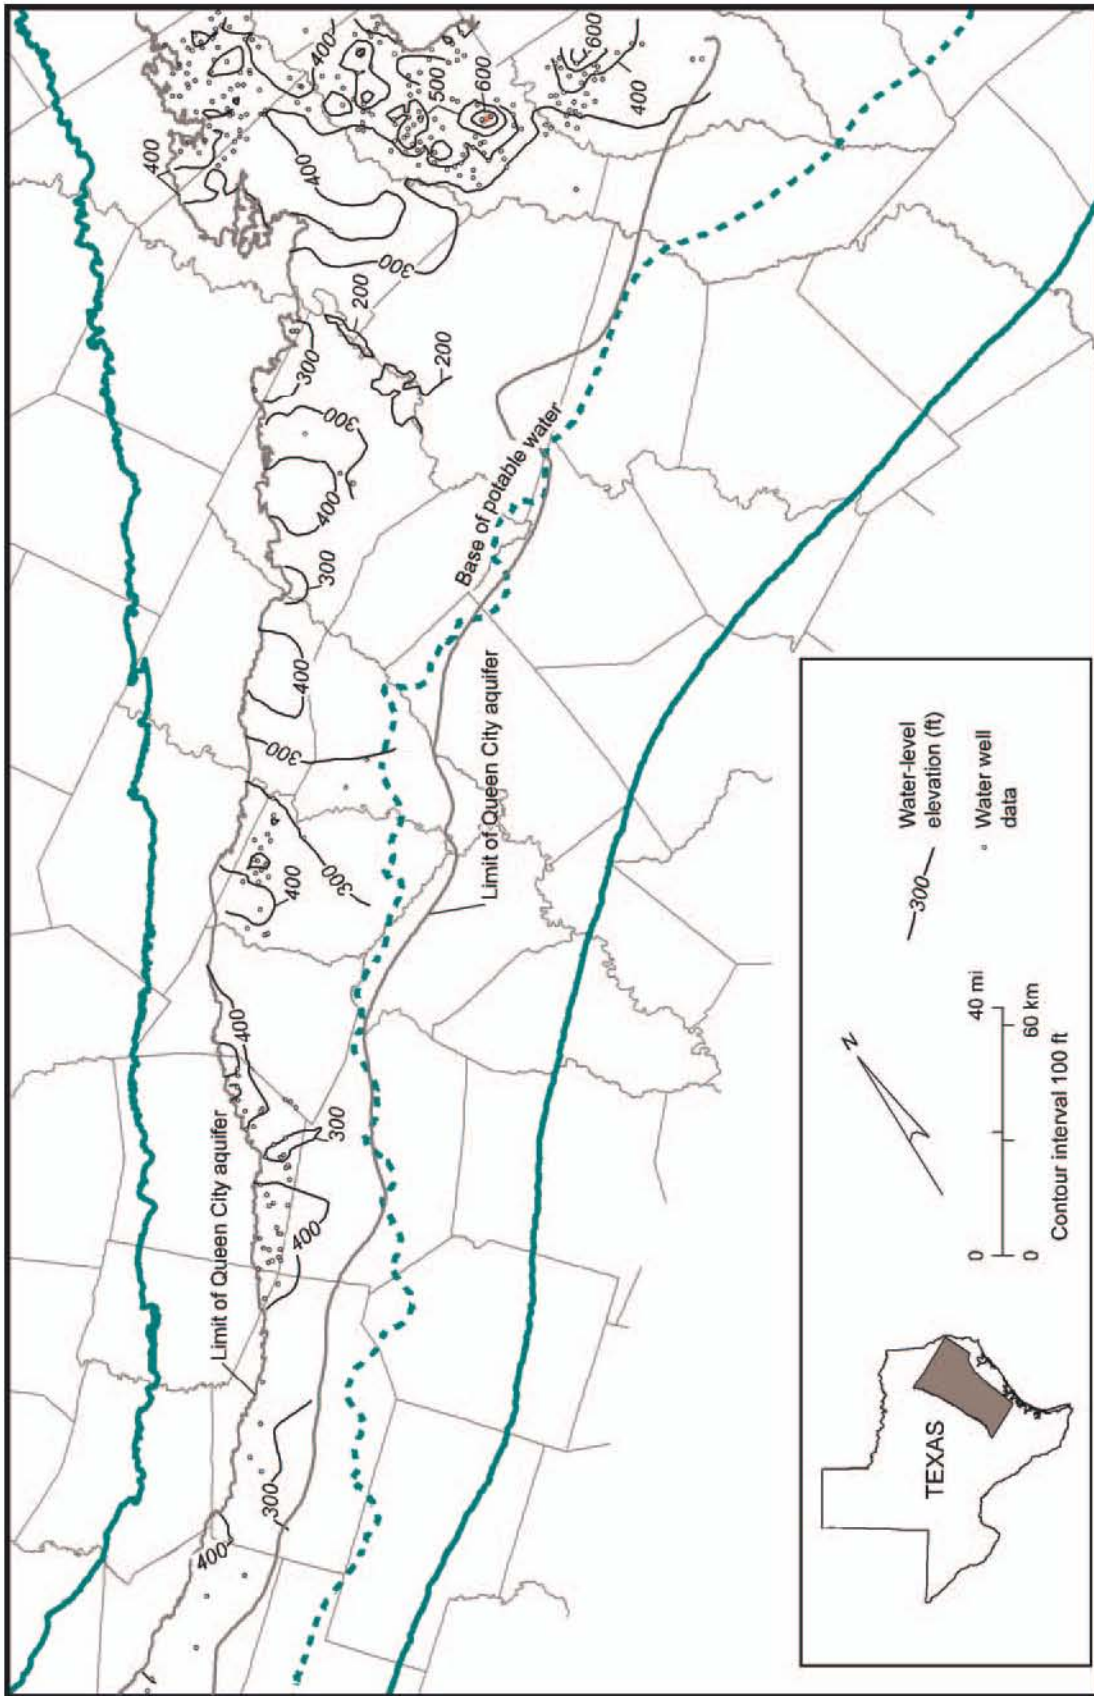 400
400
400
400
Limit of Queen City aquifer
300
400
300
400
300
400
400
300
300
400
300
300
300
200
400
500
200
600
Base of potable water
Limit of Queen City aquifer
600
400
TEXAS
N
0 40 mi
0 60 km
Contour interval 100 ft
300
Water-level
elevation (ft)
Water well
data